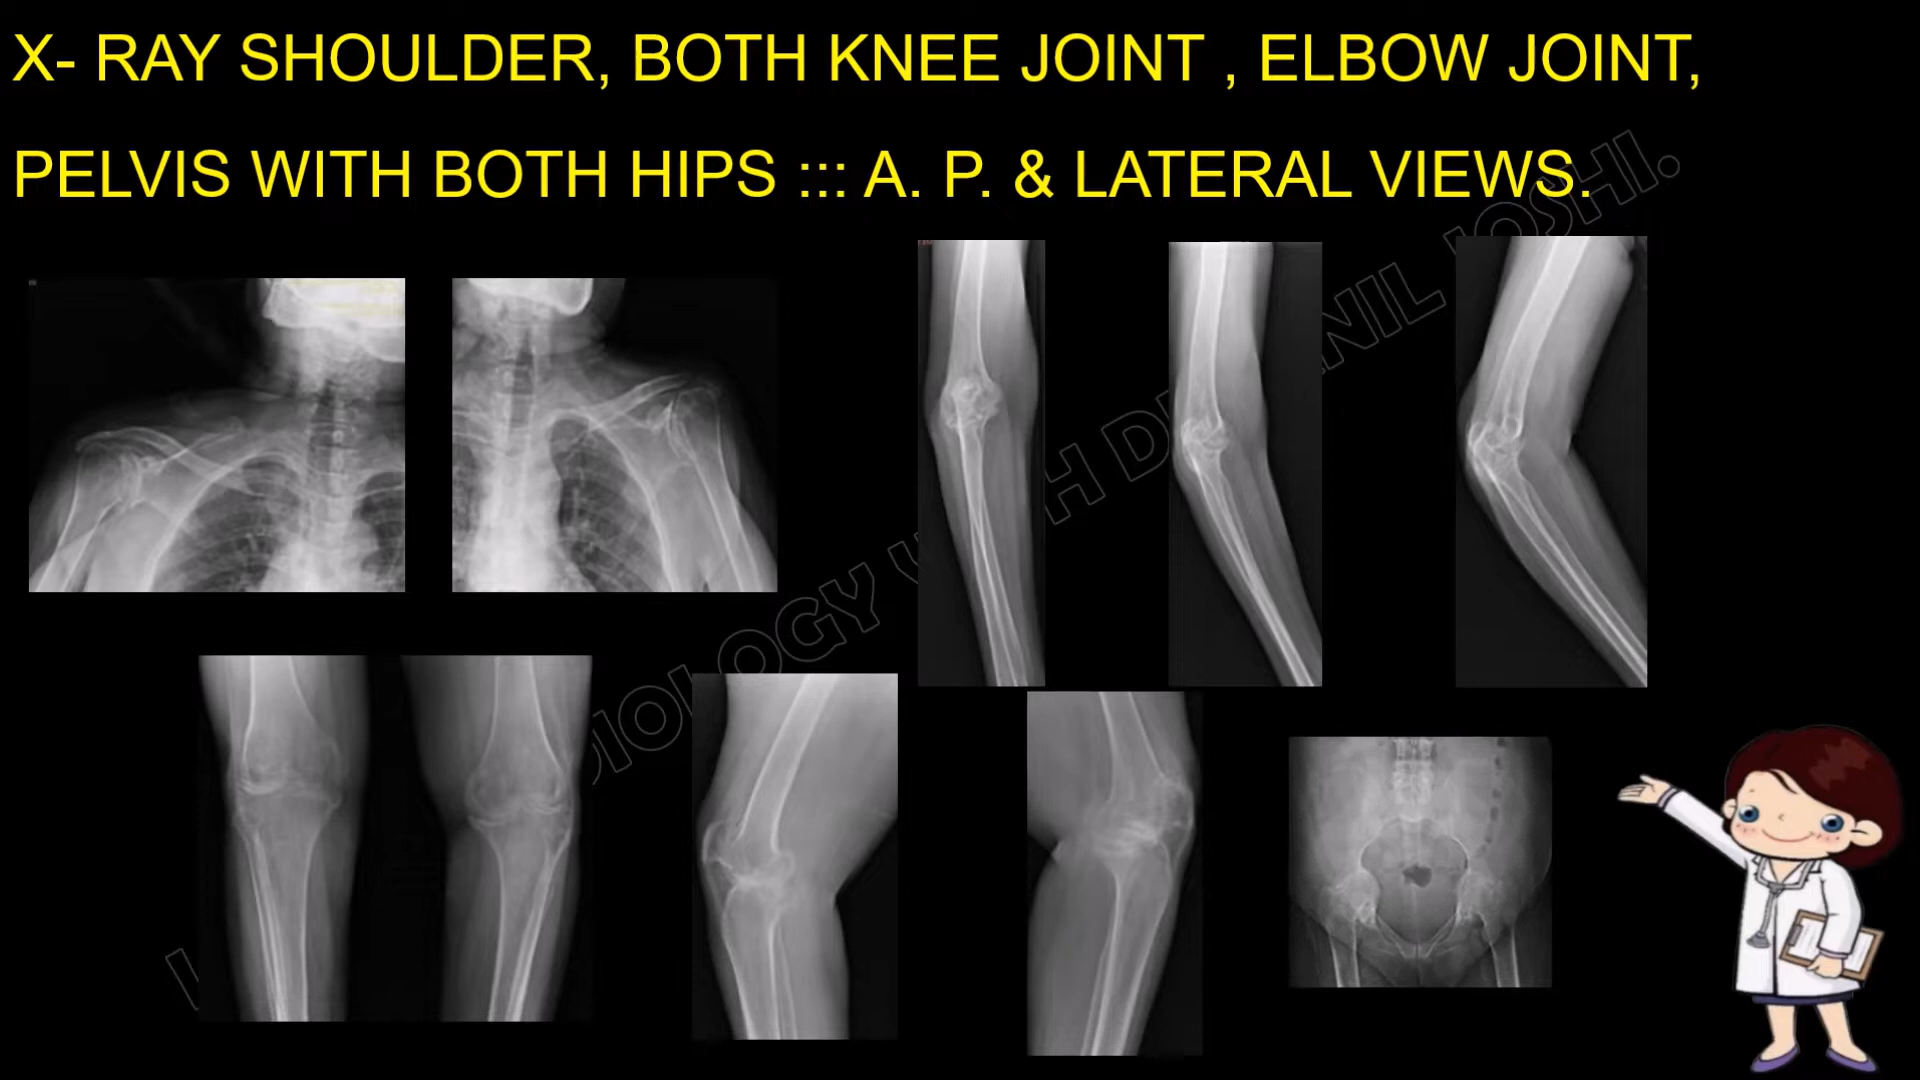 X- RAY SHOULDER, BOTH KNEE JOINT , ELBOW JOINT,
PELVIS WITH BOTH HIPS ::: A. P. & LATERAL VIEWS.